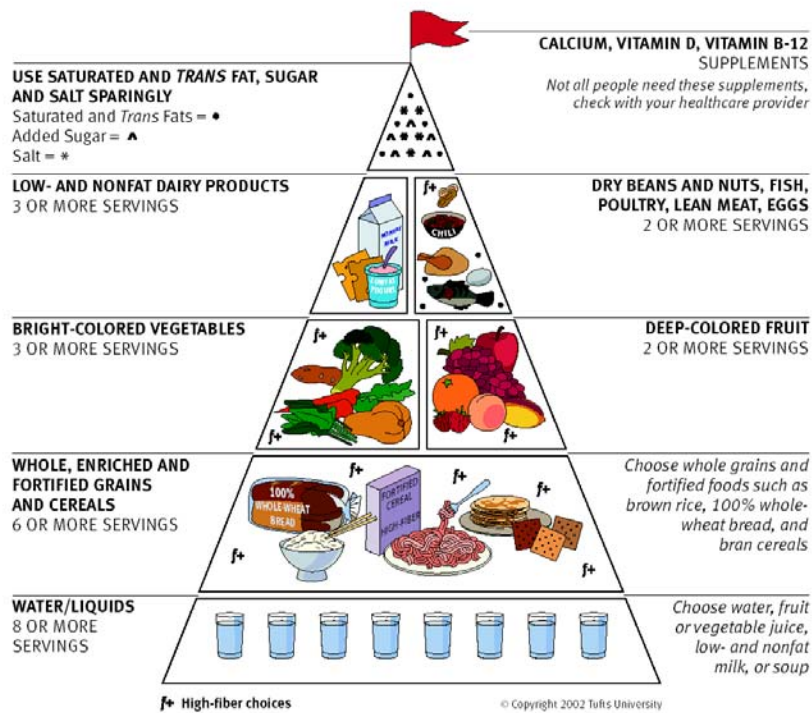 CALCIUM, VITAMIN D, VITAMIN B-12
SUPPLEMENTS
Not all people need these supplements,
check with your healthcare provider
USE SATURATED AND TRANS FAT, SUGAR
AND SALT SPARINGLY
Saturated and Trans Fats = •
Added Sugar = ʌ
Salt = *
LOW- AND NONFAT DAIRY PRODUCTS
3 OR MORE SERVINGS
NONFAT
MILK
LOWFAT
YOGURT
f+
CHILI
DRY BEANS AND NUTS, FISH,
POULTRY, LEAN MEAT, EGGS
2 OR MORE SERVINGS
BRIGHT-COLORED VEGETABLES
3 OR MORE SERVINGS
f+
f+
f+
f+
DEEP-COLORED FRUIT
2 OR MORE SERVINGS
WHOLE, ENRICHED AND
FORTIFIED GRAINS
AND CEREALS
6 OR MORE SERVINGS
f+
f+
f+
f+
f+
100%
WHOLE-WHEAT
BREAD
FORTIFIED
CEREAL
HIGH-FIBER
Choose whole grains and
fortified foods such as
brown rice, 100% whole-
wheat bread, and
bran cereals
WATER/LIQUIDS
8 OR MORE
SERVINGS
Choose water, fruit
or vegetable juice,
low- and nonfat
milk, or soup
f+ High-fiber choices
© Copyright 2002 Tufts University